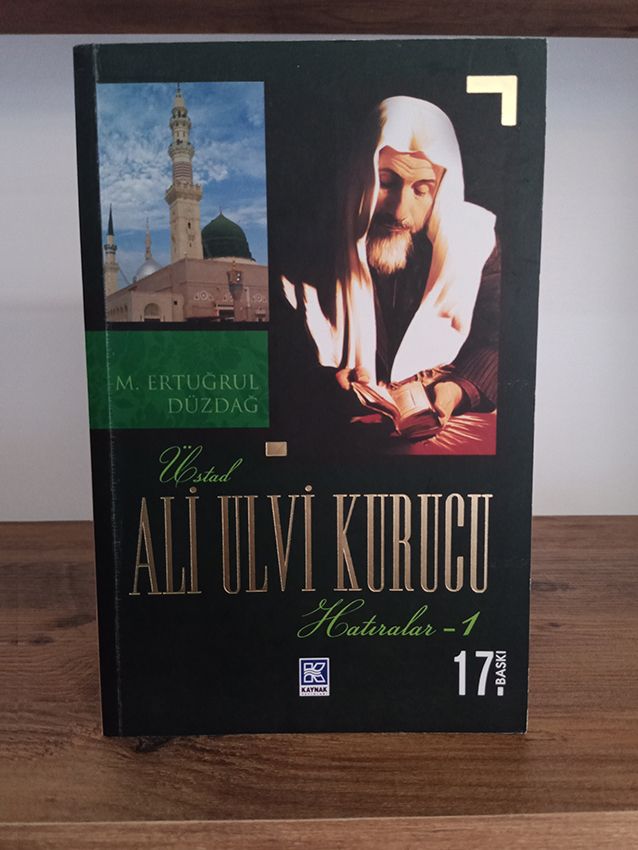 M. ERTUĞRUL
DÜZDAĞ
Üstad
ALİ ULVİ KURUCU
Hatıralar - 1
KAYNAK
17. BASKI